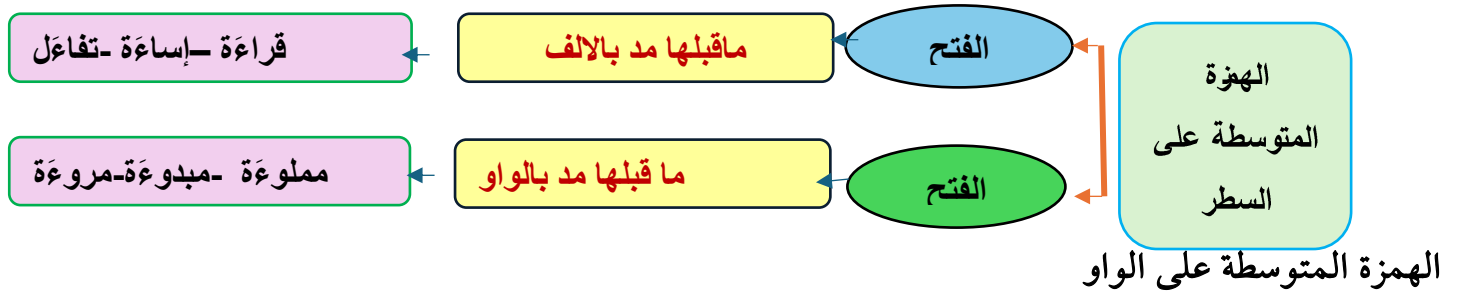 الهمزة
المتوسطة على
السطر
الفتح
ماقبلها مد بالالف
قراءَة –إساءَة -تفاءَل
الفتح
ما قبلها مد بالواو
مملوءَة -مبدوءَة-مروءَة
الهمزة المتوسطة على الواو